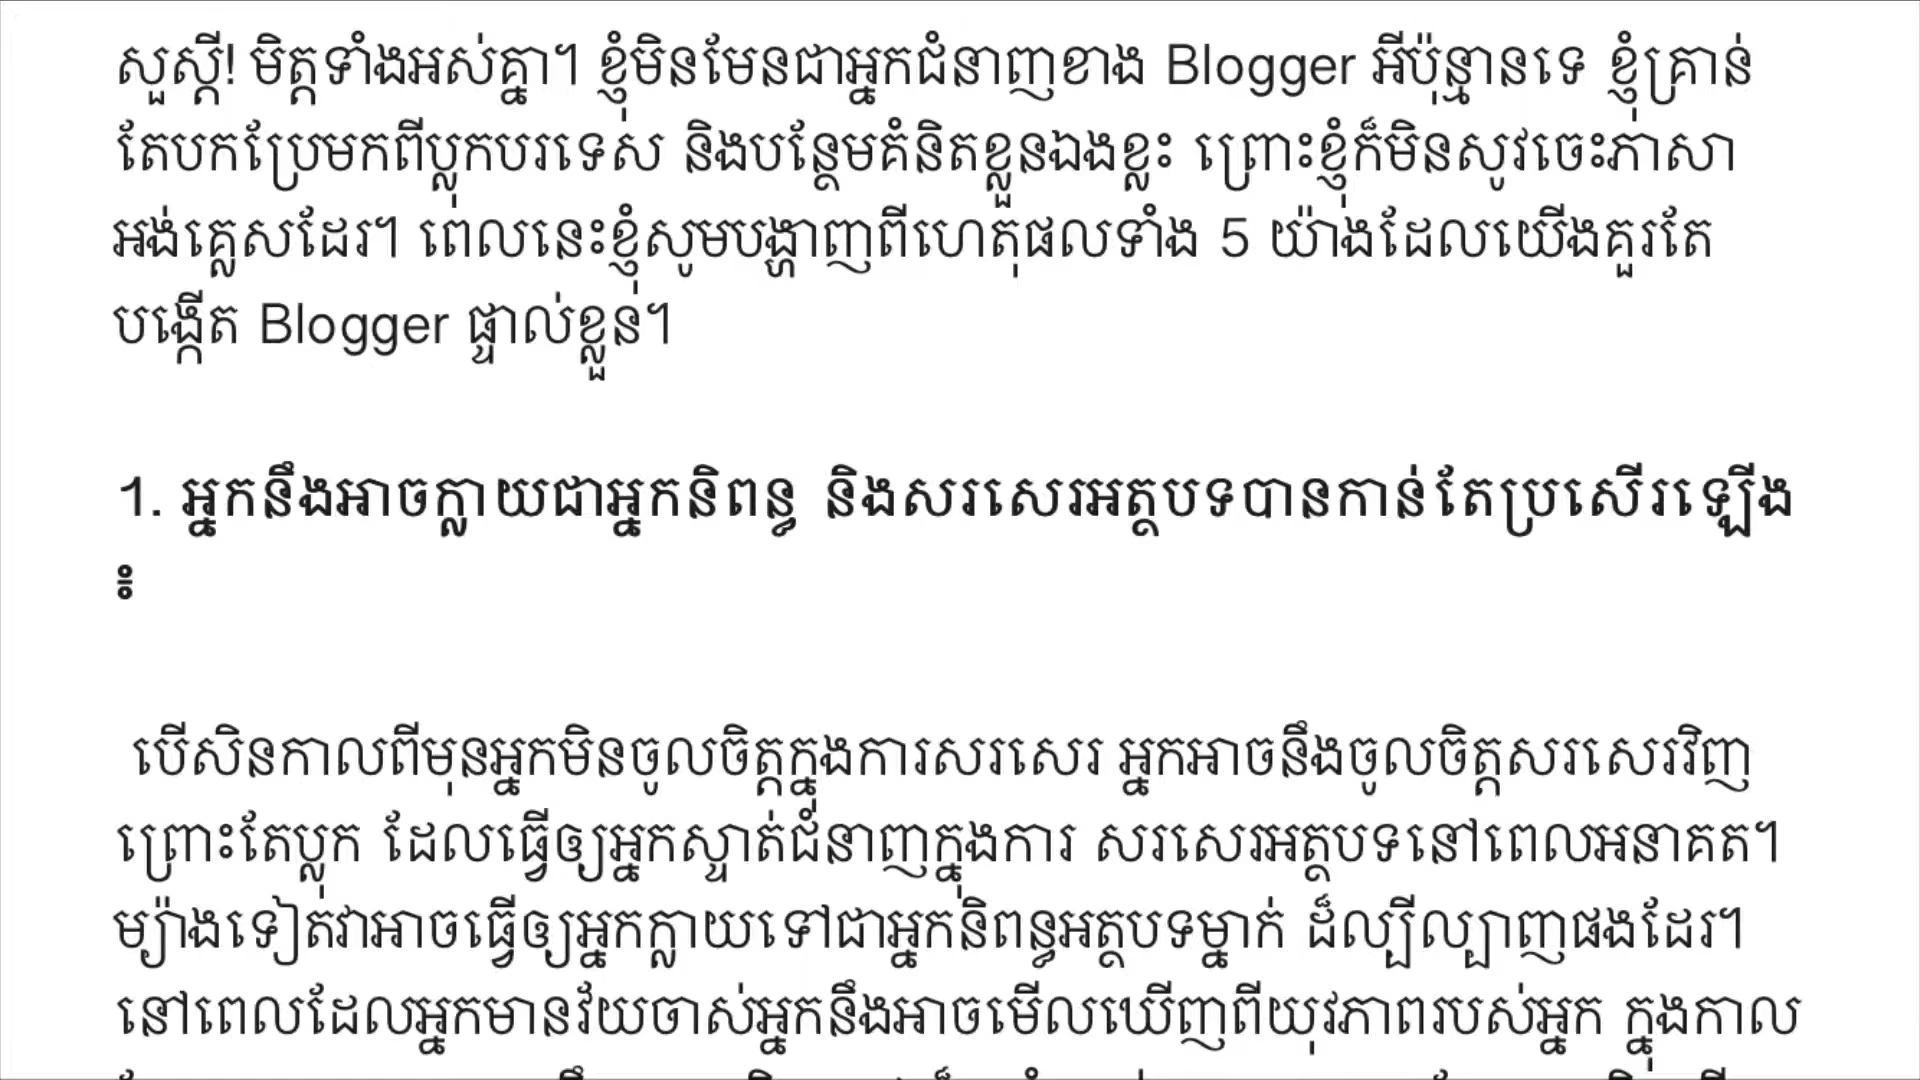 សួស្តី! មិត្តទាំងអស់គ្នា។ ខ្ញុំមិនមែនជាអ្នកជំនាញខាង Blogger អីប៉ុន្មានទេ ខ្ញុំគ្រាន់
តែបកប្រែមកពីប្លុកបរទេស និងបន្ថែមគំនិតខ្លួនឯងខ្លះ ព្រោះខ្ញុំក៏មិនសូវចេះភាសា
អង់គ្លេសដែរ។ ពេលនេះខ្ញុំសូមបង្ហាញពីហេតុផលទាំង 5 យ៉ាងដែលយើងគួរតែ
បង្កើត Blogger ផ្ទាល់ខ្លួន។
1. អ្នកនឹងអាចក្លាយជាអ្នកនិពន្ធ និងសរសេរអត្ថបទបានកាន់តែប្រសើរឡើង
៖
បើសិនកាលពីមុនអ្នកមិនចូលចិត្តក្នុងការសរសេរ អ្នកអាចនឹងចូលចិត្តសរសេរវិញ
ព្រោះតែប្លុក ដែលធ្វើឲ្យអ្នកស្ទាត់ជំនាញក្នុងការ សរសេរអត្ថបទនៅពេលអនាគត។
ម្យ៉ាងទៀតវាអាចធ្វើឲ្យអ្នកក្លាយទៅជាអ្នកនិពន្ធអត្ថបទម្នាក់ ដ៏ល្បីល្បាញផងដែរ។
នៅពេលដែលអ្នកមានវ័យចាស់អ្នកនឹងអាចមើលឃើញពីយុវភាពរបស់អ្នក ក្នុងកាល